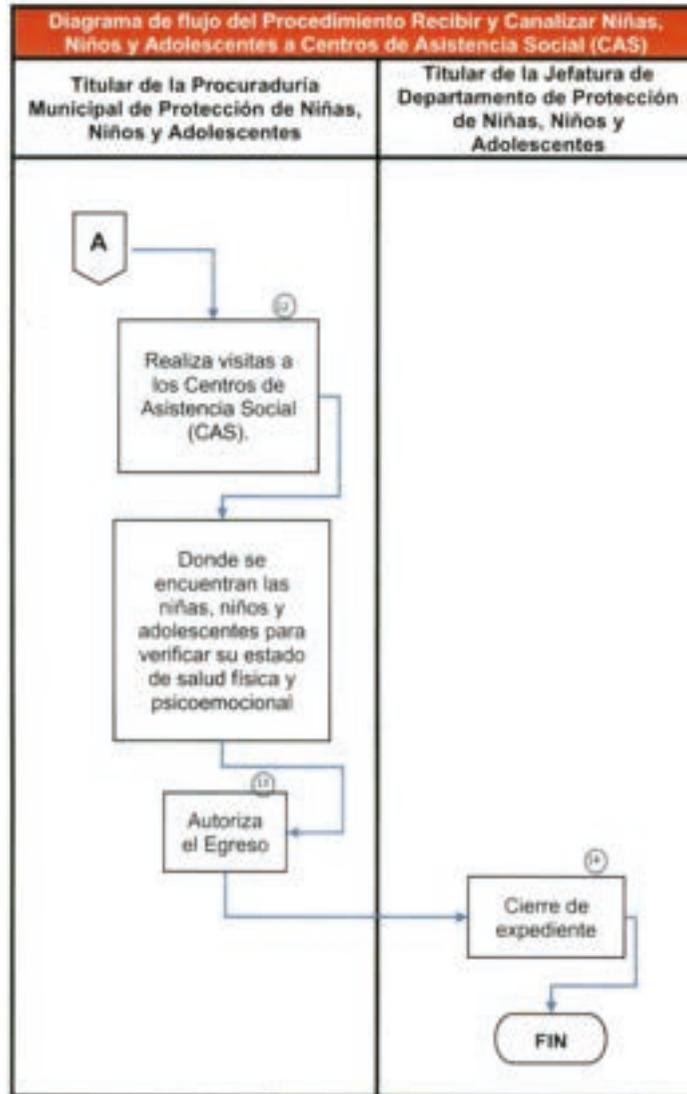 Diagrama de flujo del Procedimiento Recibir y Canalizar Niñas,
Niños y Adolescentes a Centros de Asistencia Social (CAS)
Titular de la Procuraduría
Municipal de Protección de Niñas,
Niños y Adolescentes
Titular de la Jefatura de
Departamento de Protección
de Niñas, Niños y
Adolescentes
A
Realiza visitas a
los Centros de
Asistencia Social
(CAS).
Donde se
encuentran las
niñas, niños y
adolescentes para
verificar su estado
de salud física y
psicoemocional
13
Autoriza
el Egreso
14
Cierre de
expediente
FIN